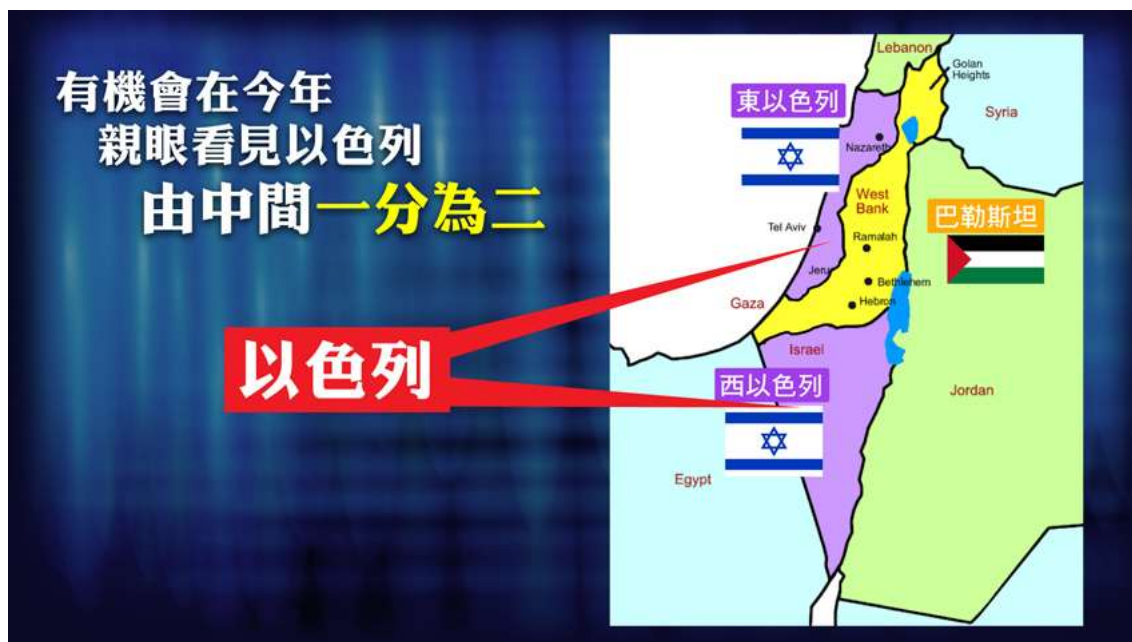 有機會在今年
親眼看見以色列
由中間一分為二
以色列
Lebanon
Golan
Heights
東以色列
Syria
Nazareth
West
Bank
巴勒斯坦
Tel Aviv
Ramalah
Jeru
Bethlehem
Gaza
Hebron
Israel
西以色列
Jordan
Egypt